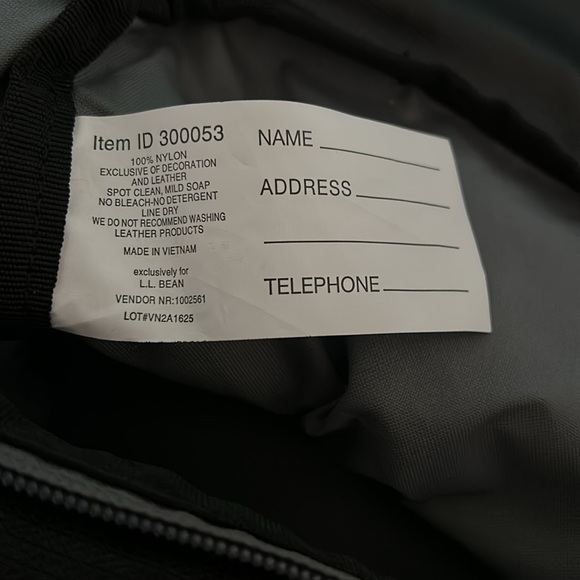 Item ID 300053
100% NYLON
EXCLUSIVE OF DECORATION
AND LEATHER
SPOT CLEAN, MILD SOAP
NO BLEACH-NO DETERGENT
LINE DRY
WE DO NOT RECOMMEND WASHING
LEATHER PRODUCTS
MADE IN VIETNAM
exclusively for
L.L. BEAN
VENDOR NR:1002561
LOT#VN2A1625
NAME
ADDRESS
TELEPHONE